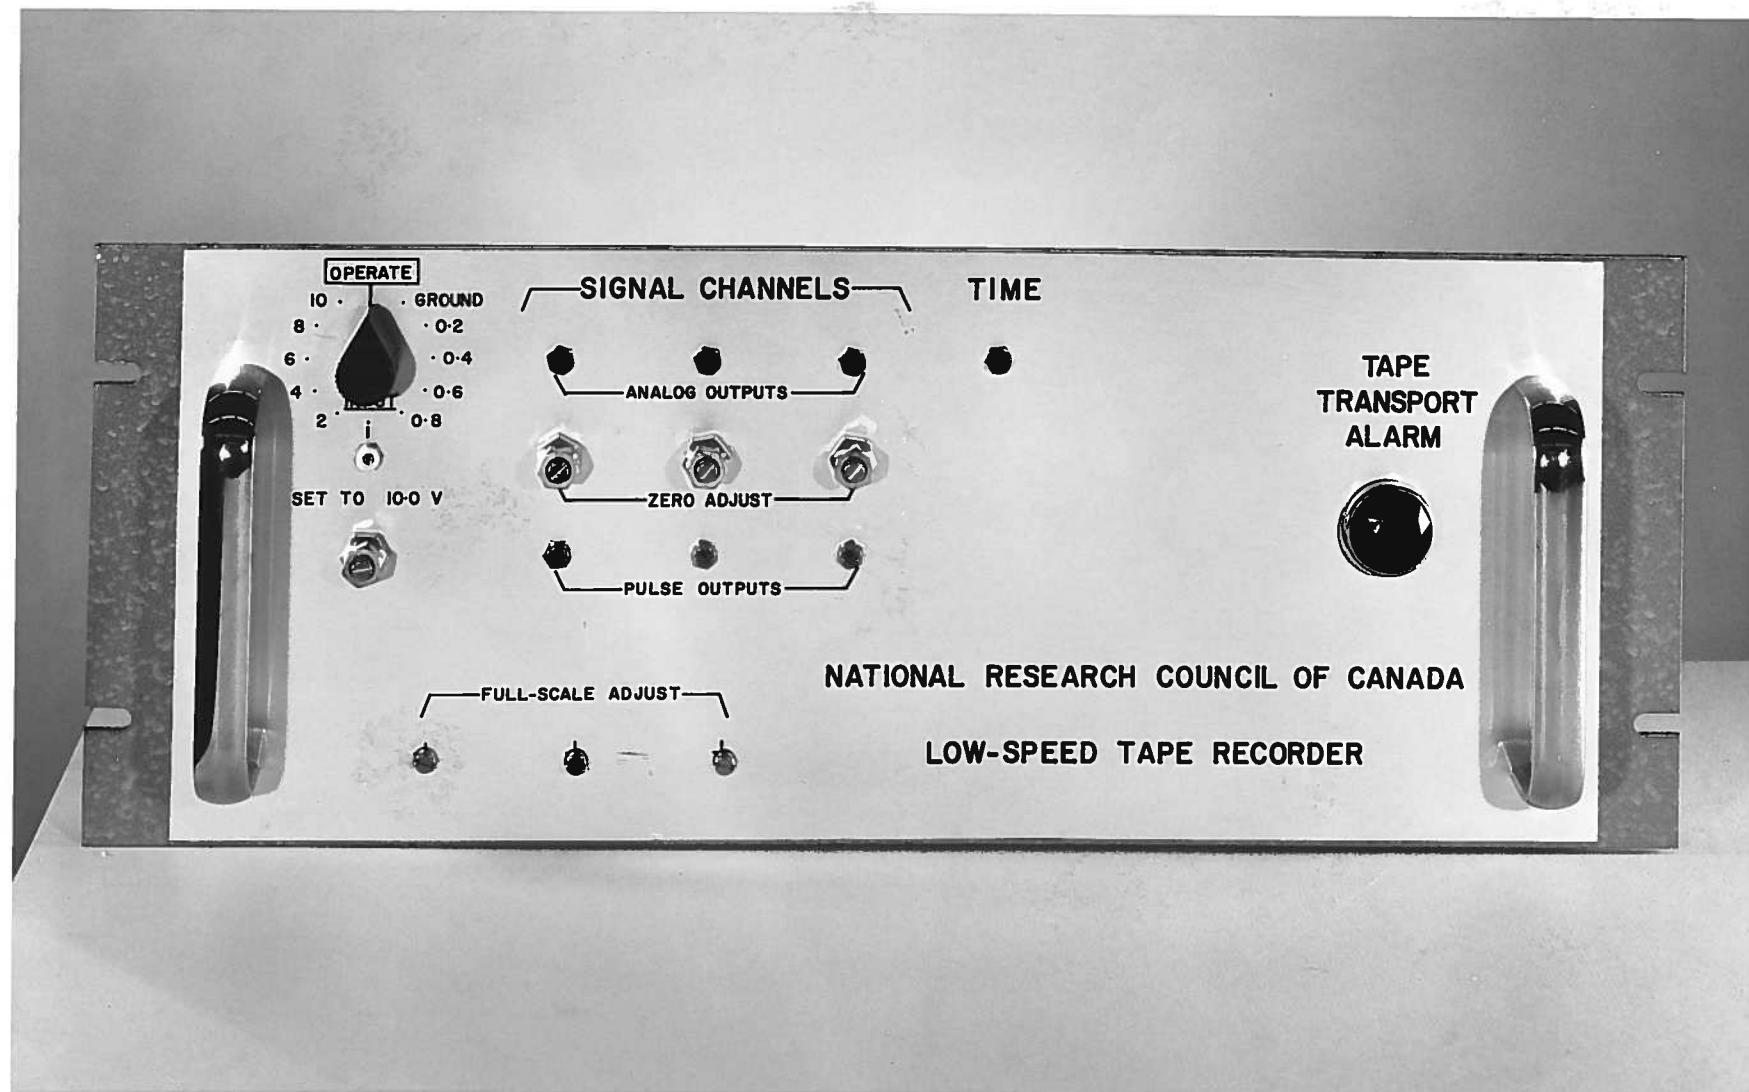 OPERATE
10 GROUND
8 0.2
6 0.4
4 0.6
2 0.8
SET TO 10.0 V
SIGNAL CHANNELS
ANALOG OUTPUTS
ZERO ADJUST
PULSE OUTPUTS
TIME
TAPE
TRANSPORT
ALARM
FULL-SCALE ADJUST
NATIONAL RESEARCH COUNCIL OF CANADA
LOW-SPEED TAPE RECORDER